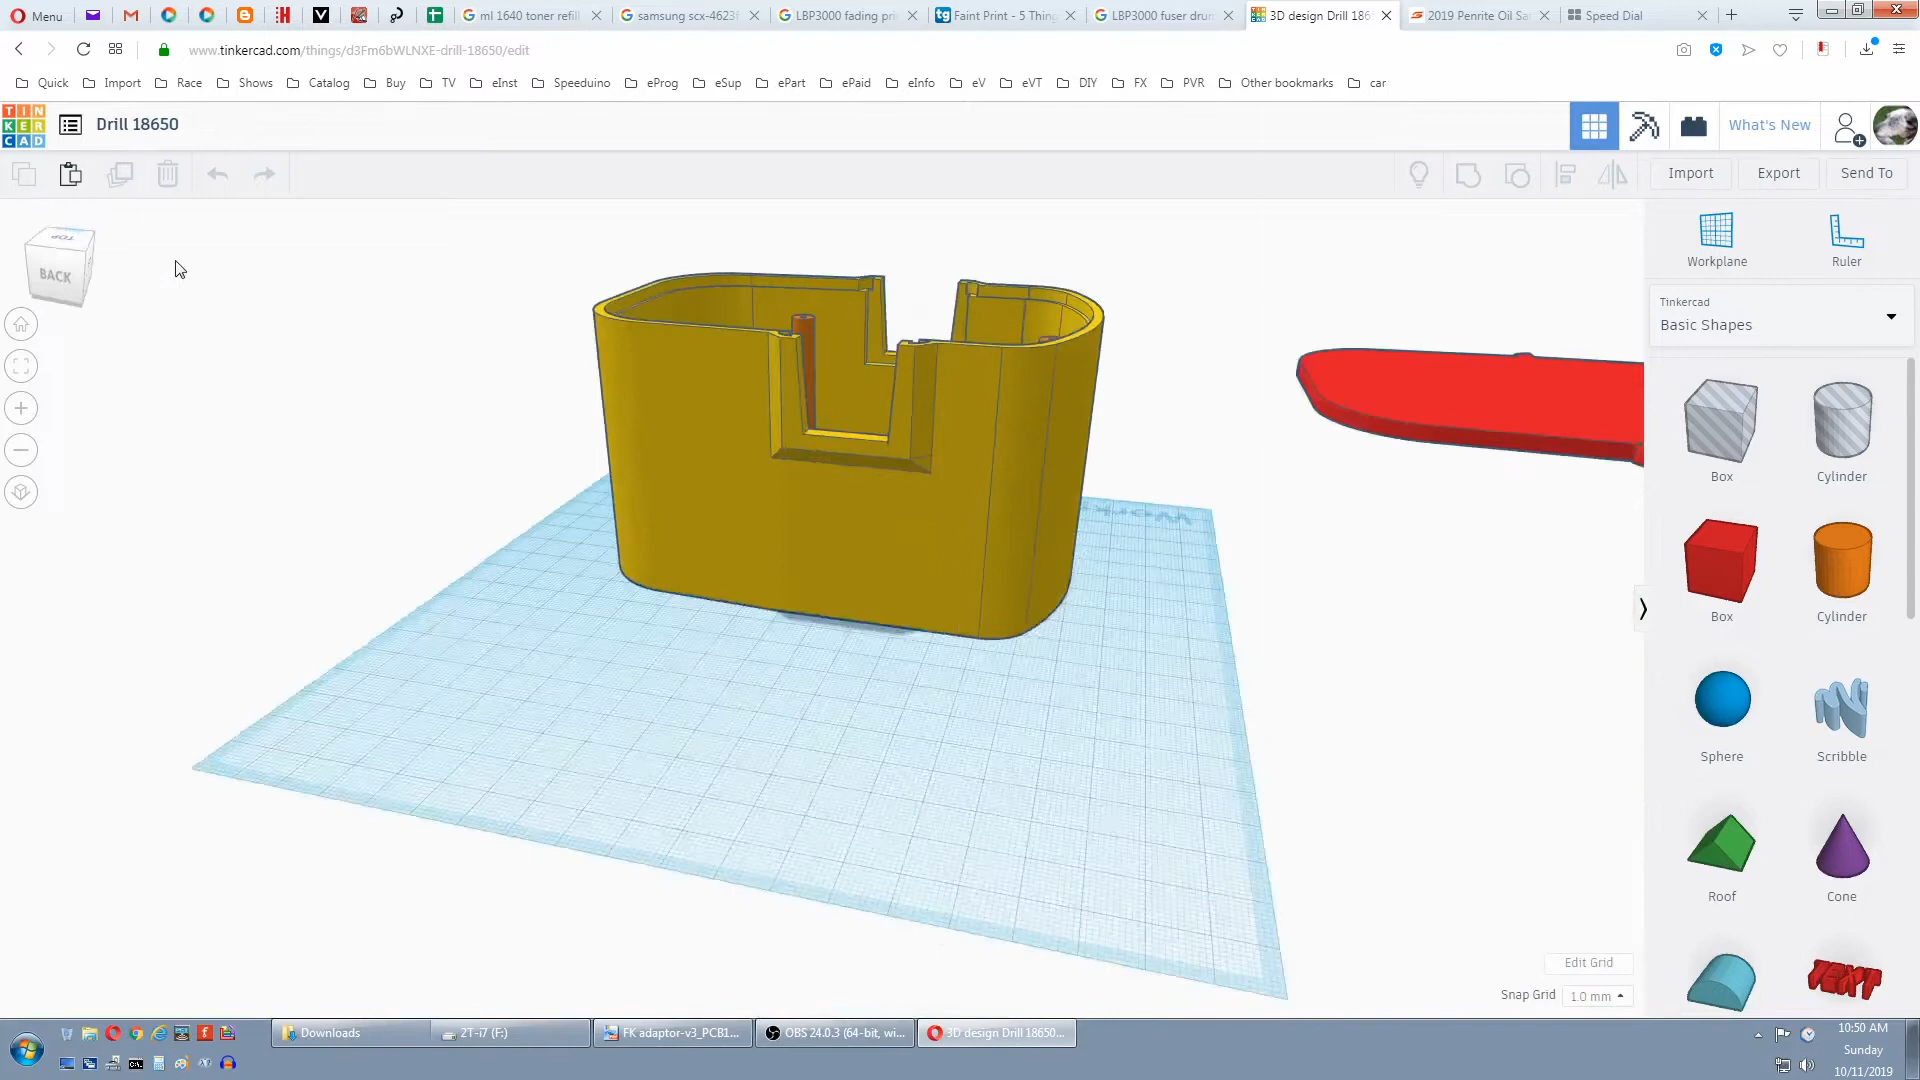 Menu
ml 1640 toner refill
samsung scx-4623f
LBP3000 fading pri
Faint Print - 5 Thing
LBP3000 fuser drum
3D design Drill 186
2019 Penrite Oil Sa
Speed Dial
www.tinkercad.com/things/d3Fm6bWLNXE-drill-18650/edit
Quick
Import
Race
Shows
Catalog
Buy
TV
eInst
Speeduino
eProg
eSup
ePart
ePaid
eInfo
eV
eVT
DIY
FX
PVR
Other bookmarks
car
TIN
KER
CAD
Drill 18650
What's New
Import
Export
Send To
TOP
BACK
Workplane
Ruler
Tinkercad
Basic Shapes
Box
Cylinder
Box
Cylinder
Sphere
Scribble
Roof
Cone
TEXT
Edit Grid
Snap Grid
1.0 mm
Downloads
2T-i7 (F:)
FK adaptor-v3_PCB1...
OBS 24.0.3 (64-bit, wi...
3D design Drill 18650...
10:50 AM
Sunday
10/11/2019